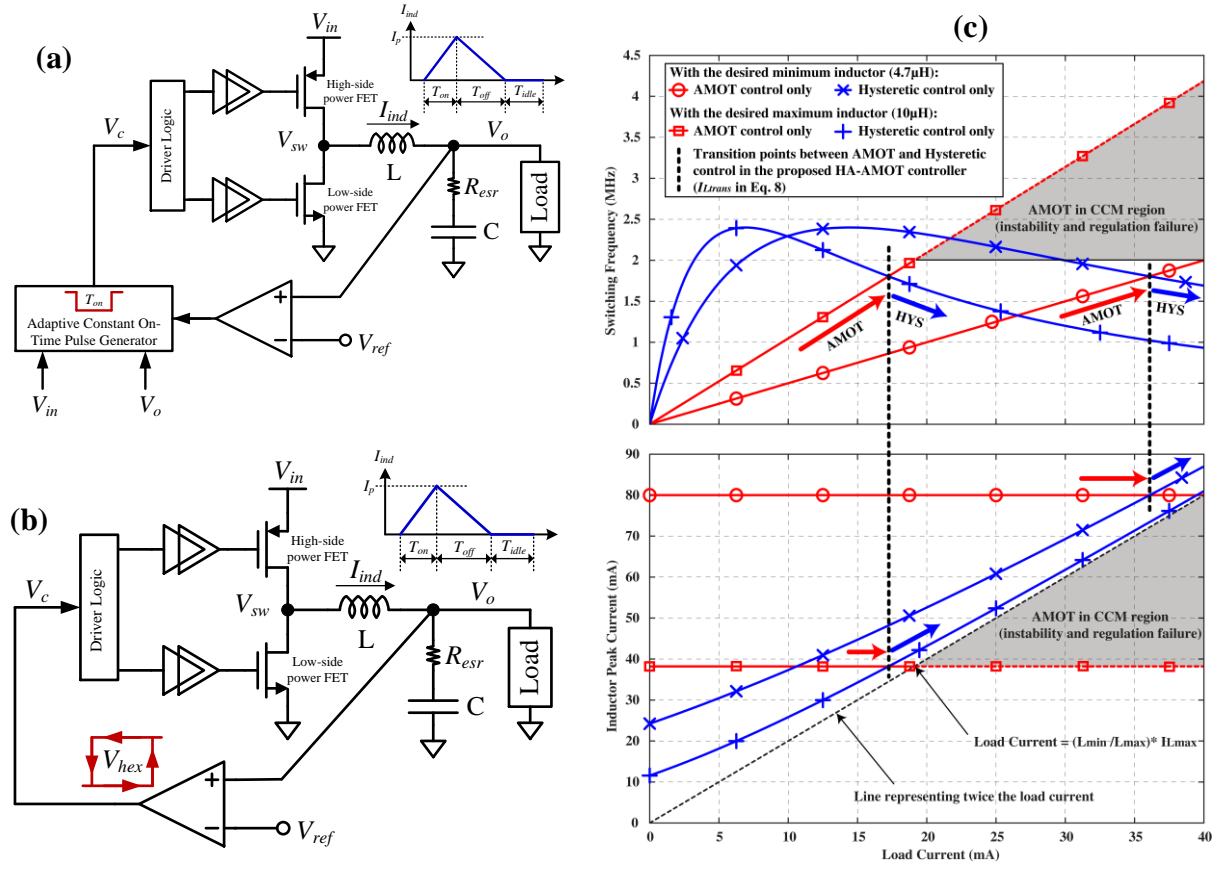 (a)
V_in
I_ind
I_p
T_on
T_off
T_idle
High-side
power FET
Driver Logic
V_c
V_sw
I_ind
L
V_o
Low-side
power FET
R_esr
C
Load
T_on
Adaptive Constant On-
Time Pulse Generator
+
−
V_ref
V_in
V_o
(b)
V_in
I_ind
I_p
T_on
T_off
T_idle
High-side
power FET
Driver Logic
V_c
V_sw
I_ind
L
V_o
Low-side
power FET
R_esr
C
Load
V_hex
+
−
V_ref
(c)
With the desired minimum inductor (4.7µH):
AMOT control only
Hysteretic control only
With the desired maximum inductor (10µH):
AMOT control only
Hysteretic control only
Transition points between AMOT and Hysteretic
control in the proposed HA-AMOT controller
(I_Ltrans in Eq. 8)
Switching Frequency (MHz)
4.5
4
3.5
3
2.5
2
1.5
1
0.5
0
AMOT in CCM region
(instability and regulation failure)
AMOT
HYS
AMOT
HYS
Inductor Peak Current (mA)
90
80
70
60
50
40
30
20
10
0
AMOT in CCM region
(instability and regulation failure)
Load Current = (Lmin /Lmax)* ILmax
Line representing twice the load current
0
5
10
15
20
25
30
35
40
Load Current (mA)